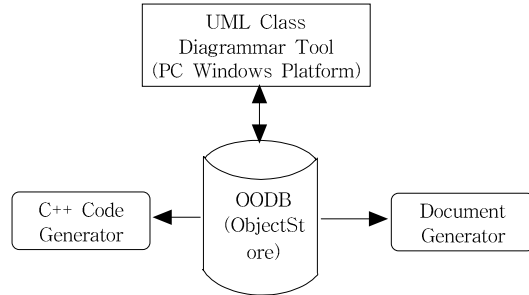 UML Class
Diagrammar Tool
(PC Windows Platform)
OODB
(ObjectSt
ore)
C++ Code
Generator
Document
Generator